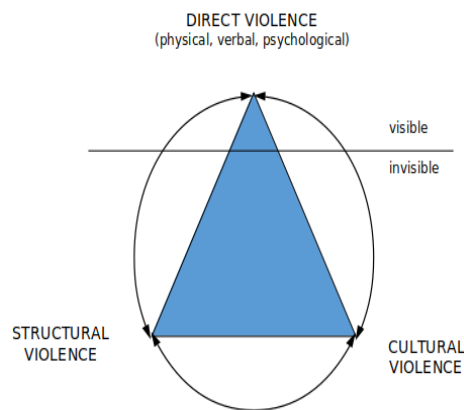 DIRECT VIOLENCE
(physical, verbal, psychological)
visible
invisible
STRUCTURAL
VIOLENCE
CULTURAL
VIOLENCE